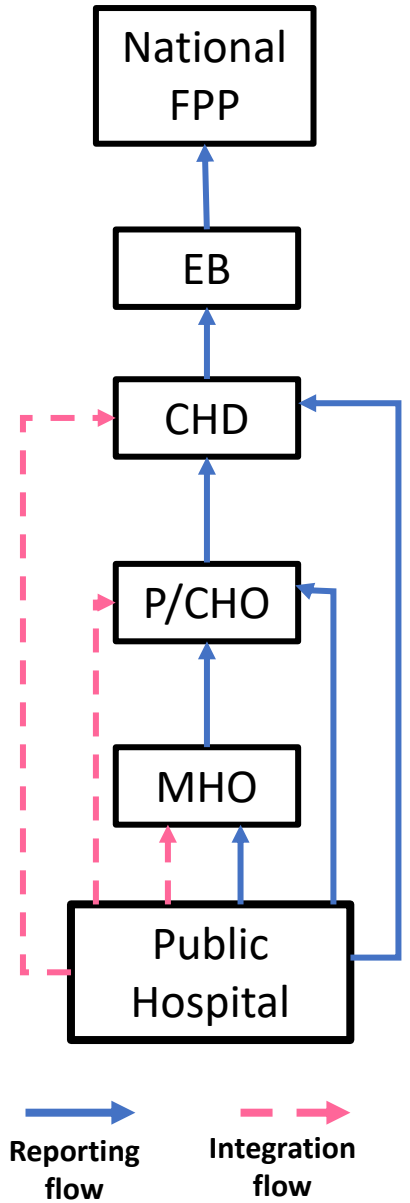 National
FPP
EB
CHD
P/CHO
MHO
Public
Hospital
Reporting
flow
Integration
flow